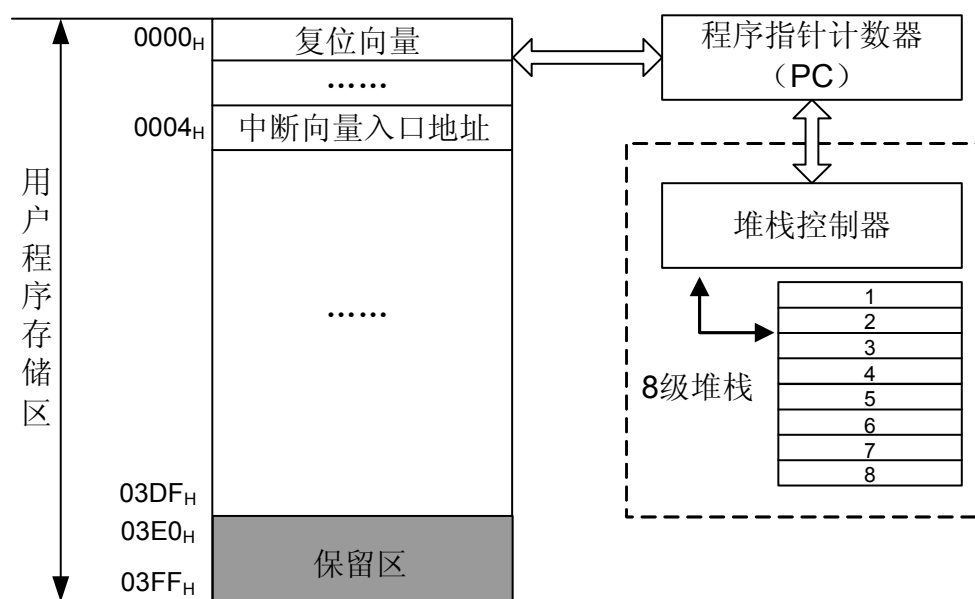 0000H
复位向量
……
0004H
中断向量入口地址
用户程序存储区
……
03DFH
03E0H
保留区
03FFH
程序指针计数器
（PC）
堆栈控制器
8级堆栈
1
2
3
4
5
6
7
8